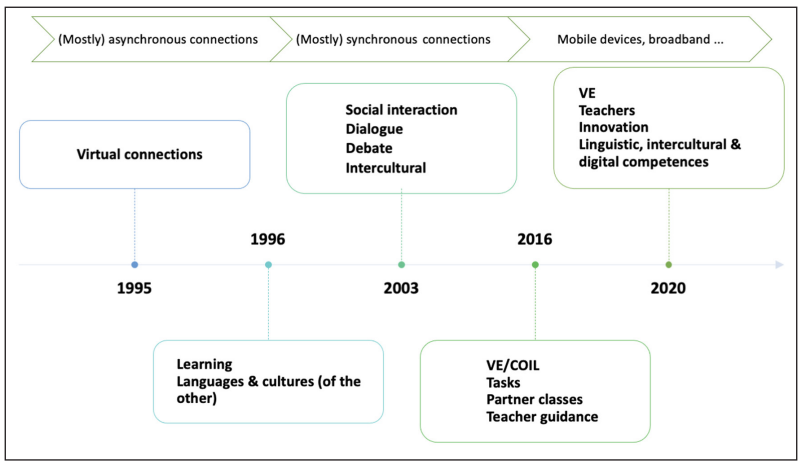 (Mostly) asynchronous connections
(Mostly) synchronous connections
Mobile devices, broadband ...
Virtual connections
Social interaction
Dialogue
Debate
Intercultural
VE
Teachers
Innovation
Linguistic, intercultural &
digital competences
1996
2016
1995
2003
2020
Learning
Languages & cultures (of the
other)
VE/COIL
Tasks
Partner classes
Teacher guidance